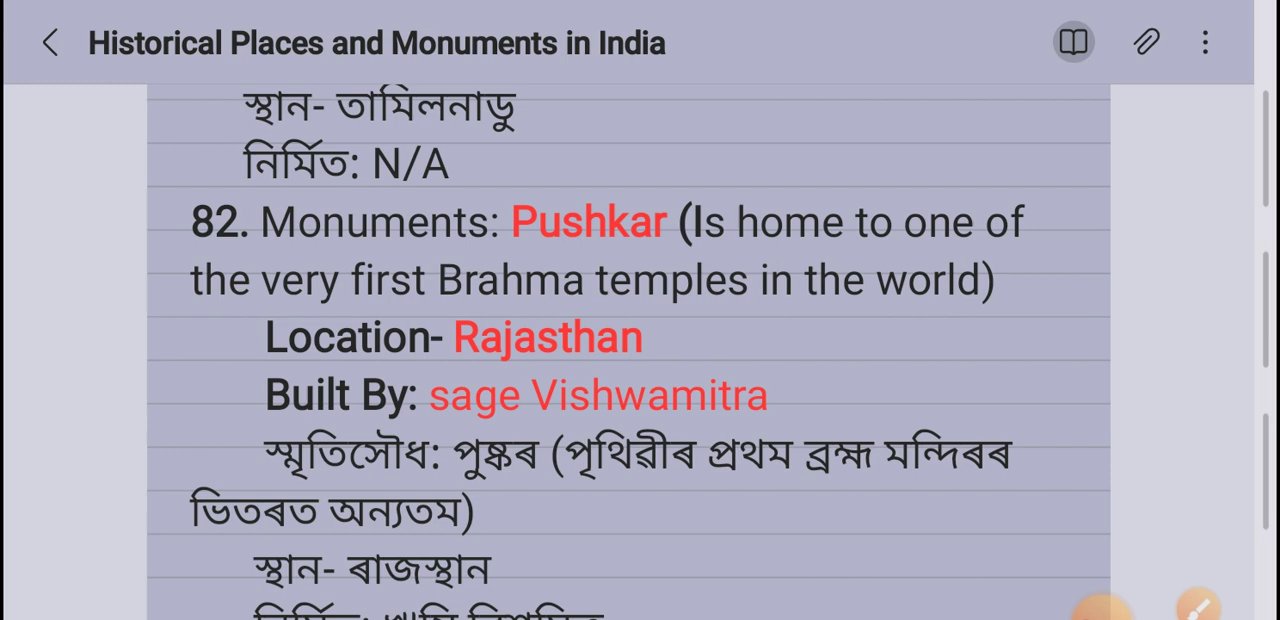 Historical Places and Monuments in India
স্থান- তামিলনাডু
নিৰ্মিত: N/A
82. Monuments: Pushkar (Is home to one of
the very first Brahma temples in the world)
Location- Rajasthan
Built By: sage Vishwamitra
স্মৃতিসৌধ: পুষ্কৰ (পৃথিৱীৰ প্ৰথম ব্ৰহ্ম মন্দিৰৰ
ভিতৰত অন্যতম)
স্থান- ৰাজস্থান